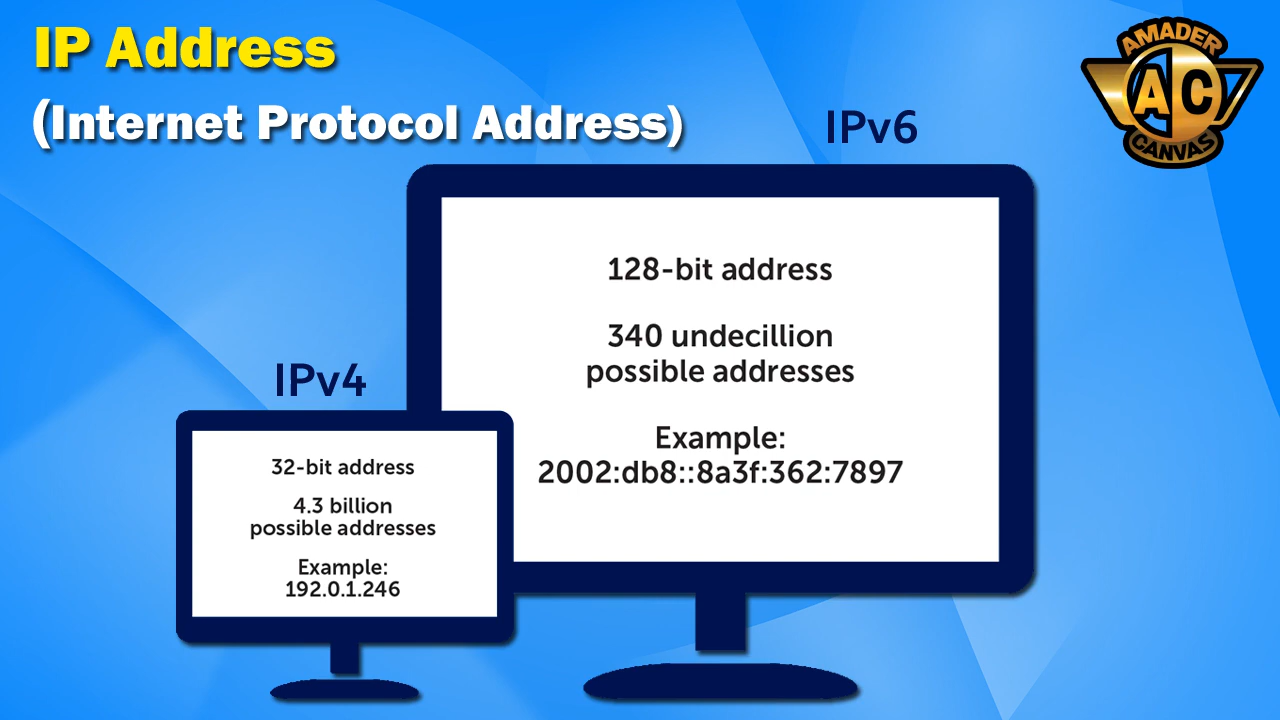 IP Address
(Internet Protocol Address)
AMADER
AC
CANVAS
IPv6
128-bit address
340 undecillion
possible addresses
Example:
2002:db8::8a3f:362:7897
IPv4
32-bit address
4.3 billion
possible addresses
Example:
192.0.1.246